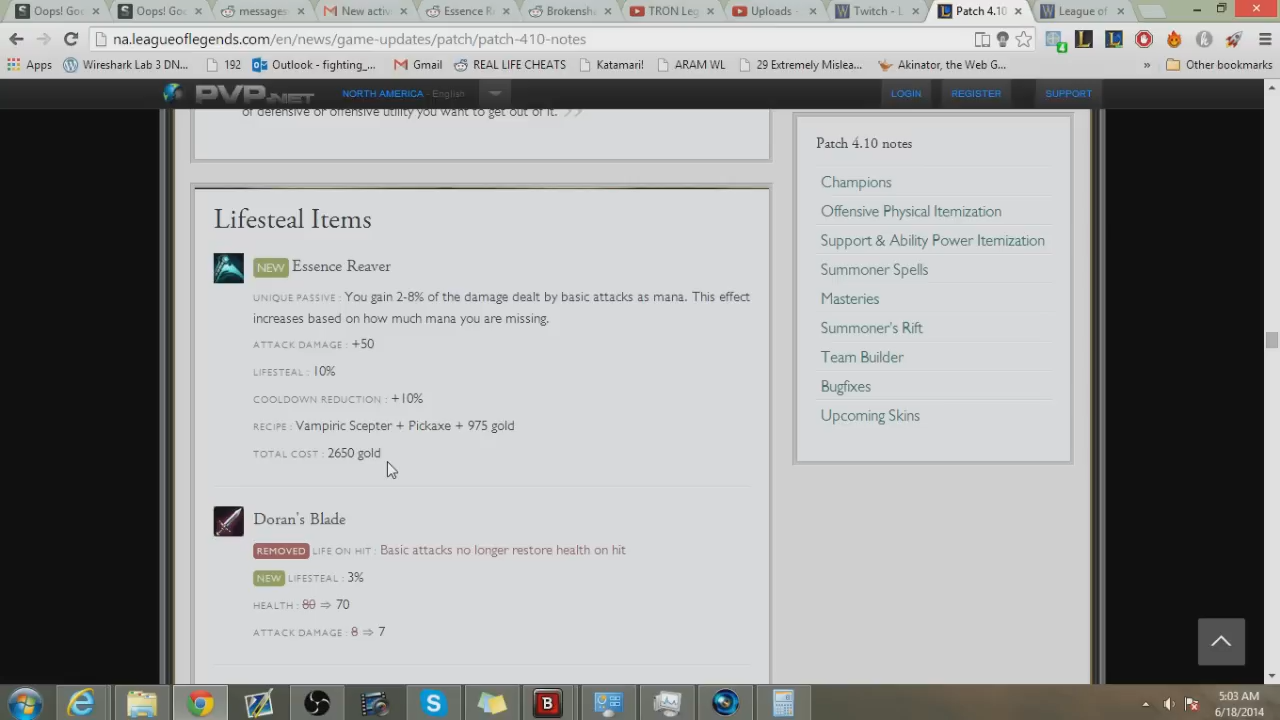 Oops! Goo
Oops! Goo
messages
New activ
Essence R
Brokensha
TRON Leg
Uploads -
Twitch - L
Patch 4.10
League of
na.leagueoflegends.com/en/news/game-updates/patch/patch-410-notes
4
Apps
Wireshark Lab 3 DN...
192
Outlook - fighting_...
Gmail
REAL LIFE CHEATS
Katamari!
ARAM WL
29 Extremely Mislea...
Akinator, the Web G...
»
Other bookmarks
PVP.NET
NORTH AMERICA - English
LOGIN
REGISTER
SUPPORT
or defensive or offensive utility you want to get out of it.
Lifesteal Items
NEW Essence Reaver
UNIQUE PASSIVE : You gain 2-8% of the damage dealt by basic attacks as mana. This effect
increases based on how much mana you are missing.
ATTACK DAMAGE : +50
LIFESTEAL : 10%
COOLDOWN REDUCTION : +10%
RECIPE : Vampiric Scepter + Pickaxe + 975 gold
TOTAL COST : 2650 gold
Doran's Blade
REMOVED LIFE ON HIT : Basic attacks no longer restore health on hit
NEW LIFESTEAL : 3%
HEALTH : 80 ⇒ 70
ATTACK DAMAGE : 8 ⇒ 7
Patch 4.10 notes
Champions
Offensive Physical Itemization
Support & Ability Power Itemization
Summoner Spells
Masteries
Summoner's Rift
Team Builder
Bugfixes
Upcoming Skins
5:03 AM
6/18/2014